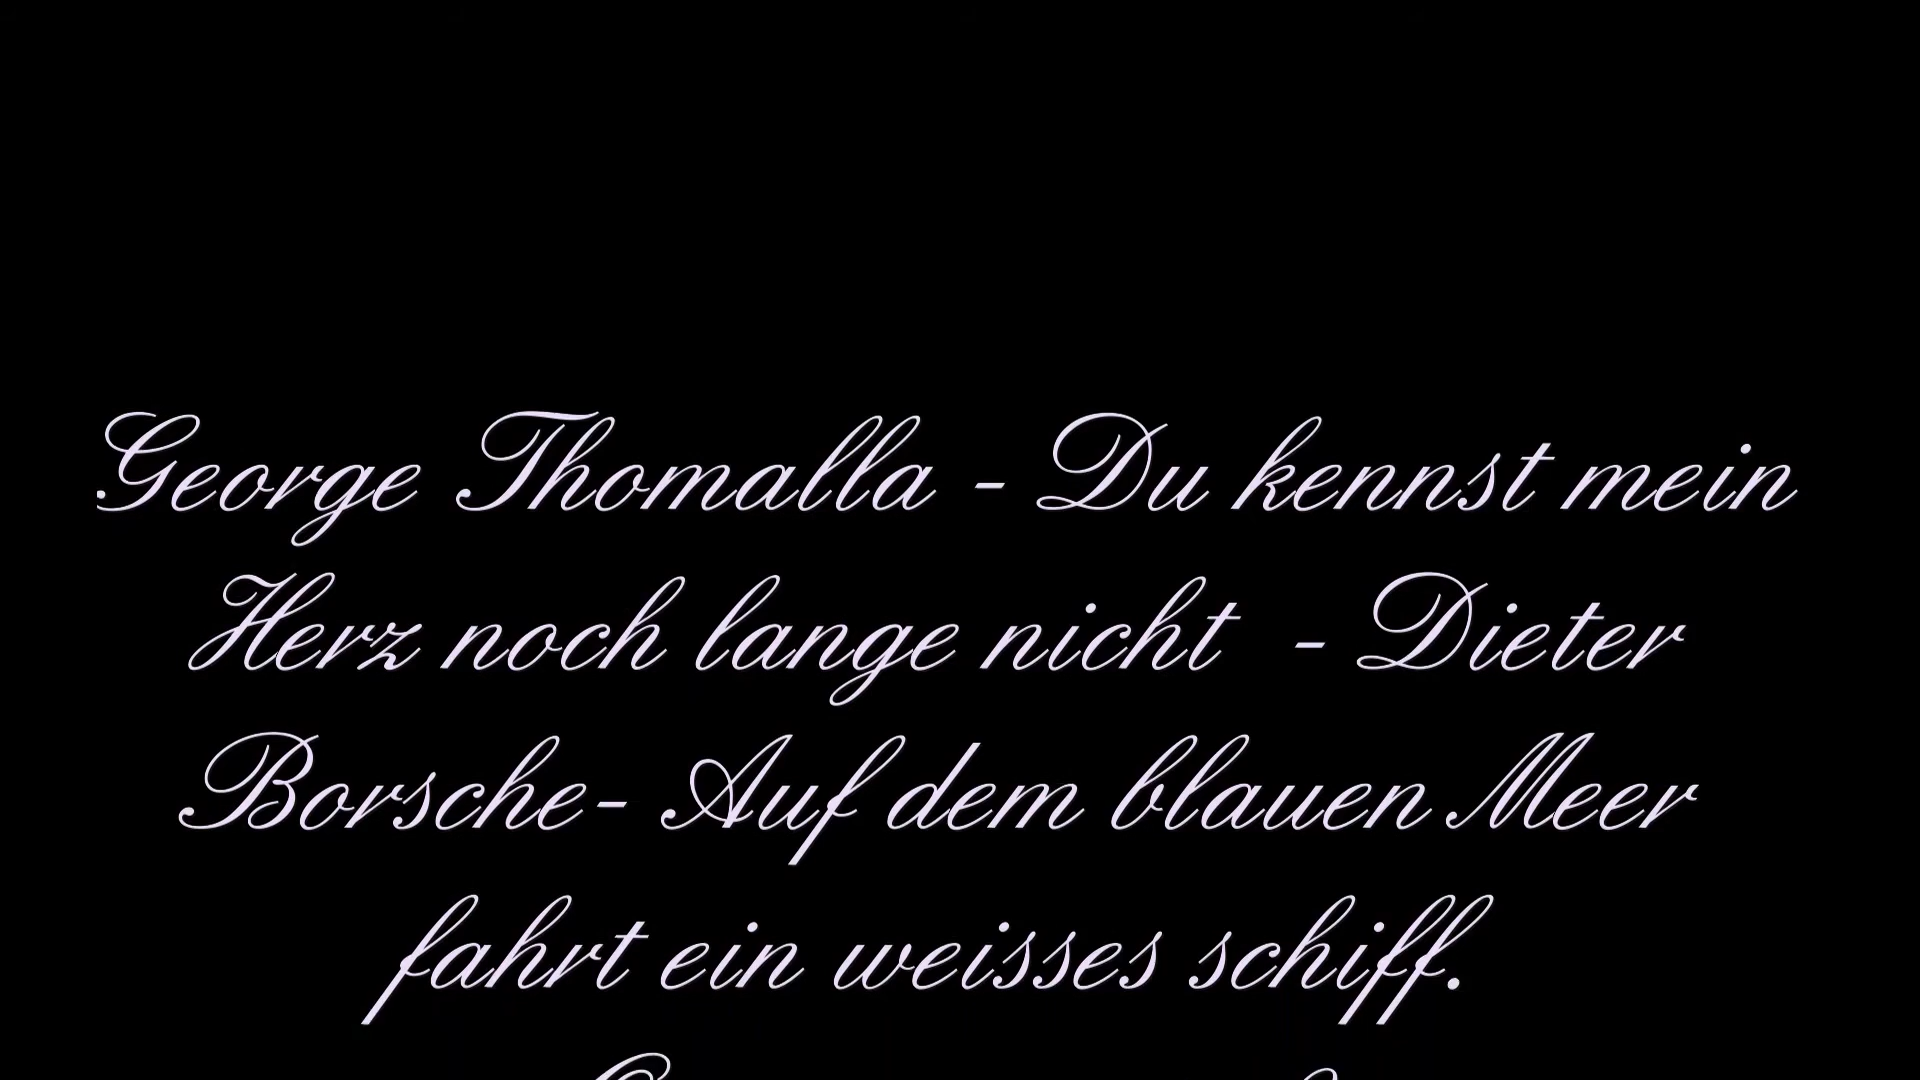 George Thomalla - Du kennst mein
Herz noch lange nicht - Dieter
Borsche- Auf dem blauen Meer
fahrt ein weisses schiff.